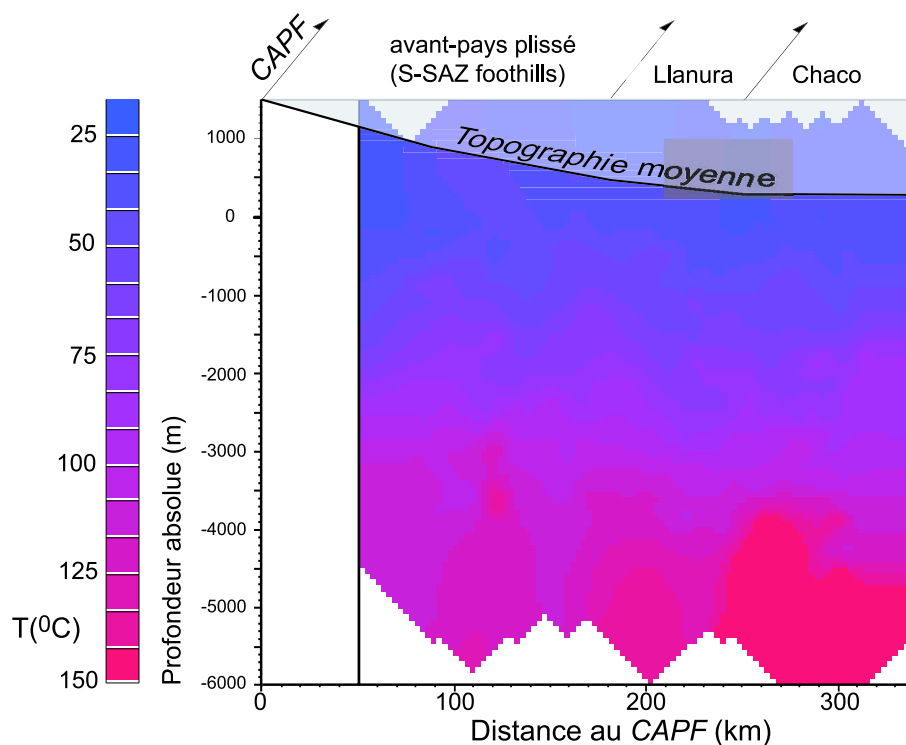 CAPF
avant-pays plissé
(S-SAZ foothills)
Llanura
Chaco
Topographie moyenne
25
50
75
100
125
150
T(⁰C)
Profondeur absolue (m)
1000
0
-1000
-2000
-3000
-4000
-5000
-6000
0
100
200
300
Distance au CAPF (km)